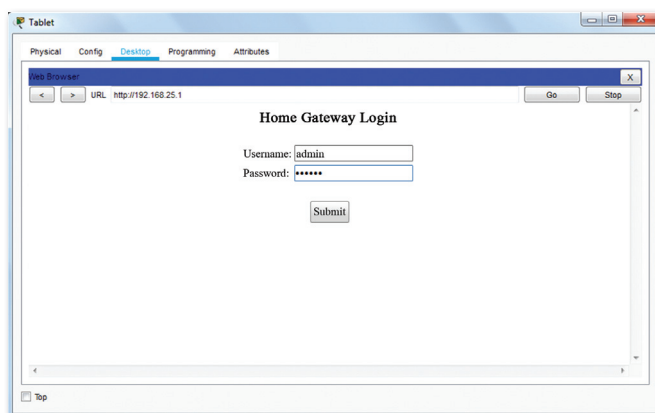 Tablet
Physical Config Desktop Programming Attributes
Web Browser X
< > URL http://192.168.25.1 Go Stop
Home Gateway Login
Username: admin
Password: ••••••
Submit
Top